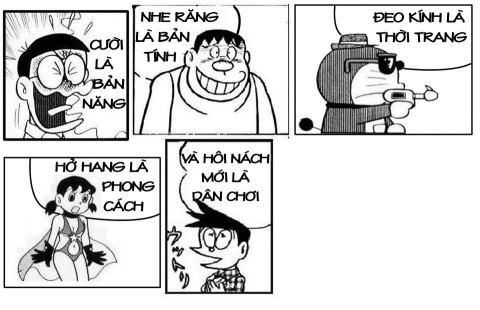 CƯỜI
LÀ
BẢN
NĂNG
NHE RĂNG
LÀ BẢN
TÍNH
ĐEO KÍNH LÀ
THỜI TRANG
HỞ HANG LÀ
PHONG
CÁCH
VÀ HÔI NÁCH
MỚI LÀ
DÂN CHƠI